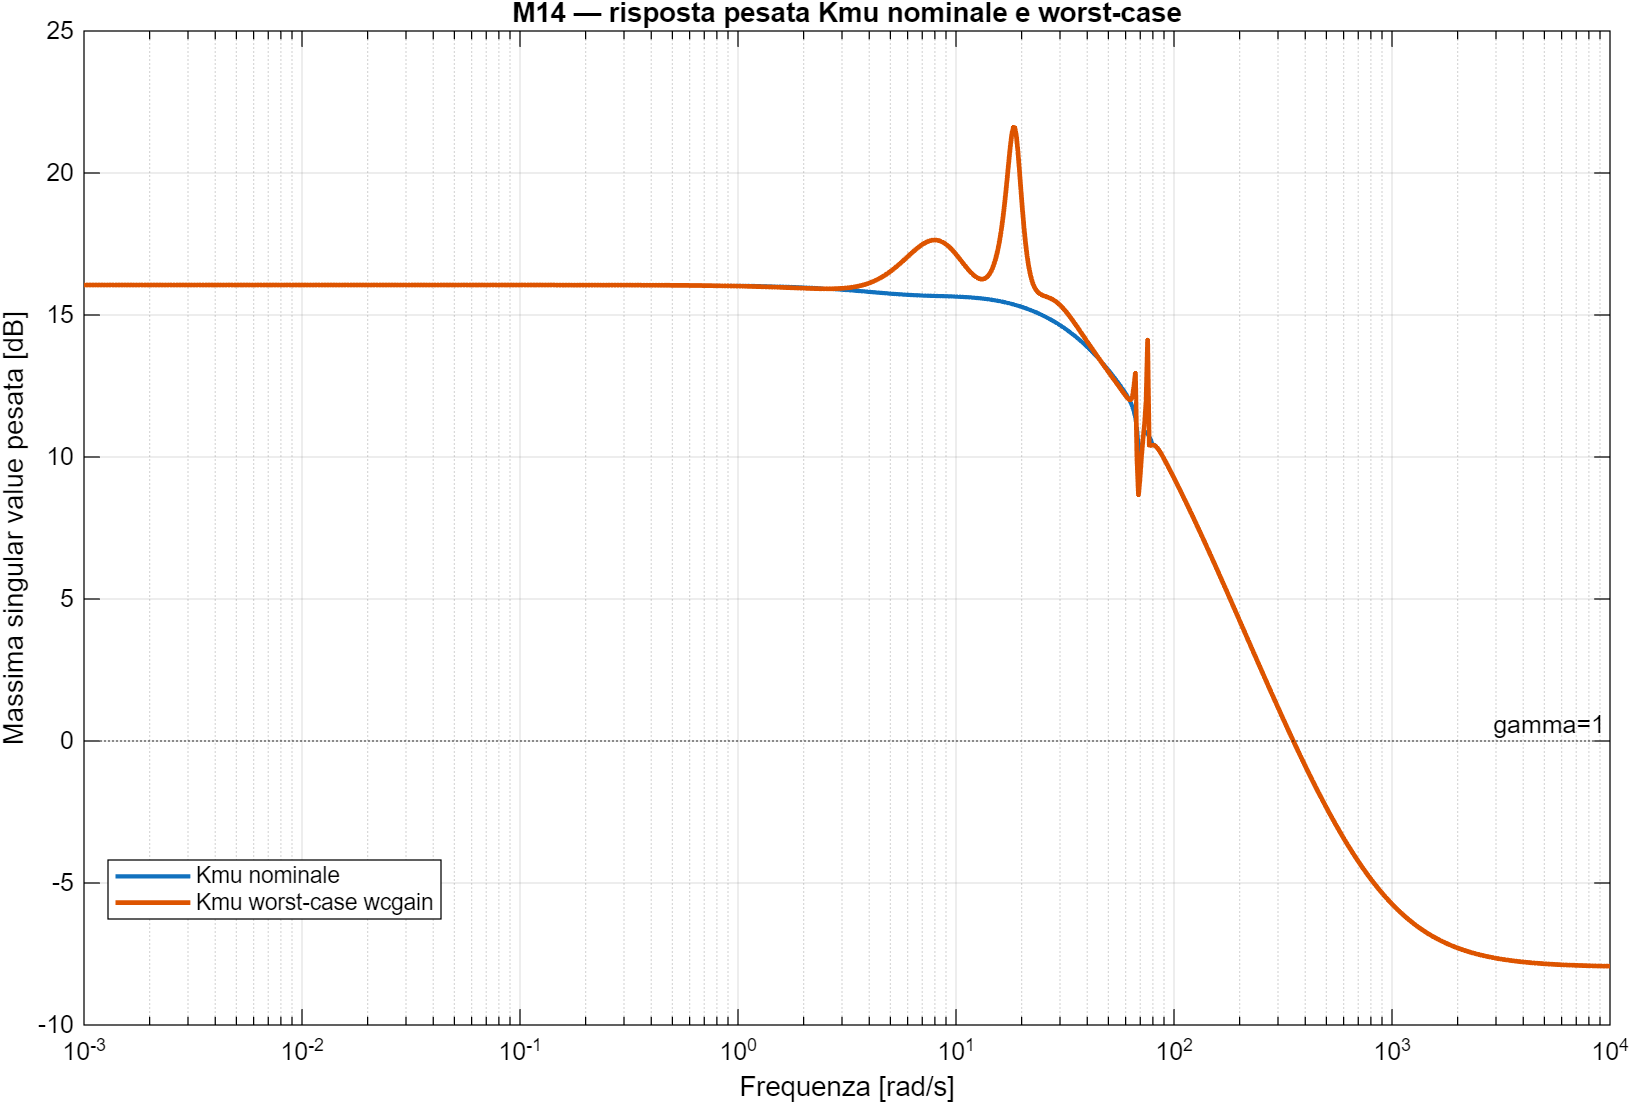 M14 — risposta pesata Kmu nominale e worst-case
Massima singular value pesata [dB]
25
20
15
10
5
0
-5
-10
gamma=1
Kmu nominale
Kmu worst-case wcgain
10-3 10-2 10-1 100 101 102 103 104
Frequenza [rad/s]